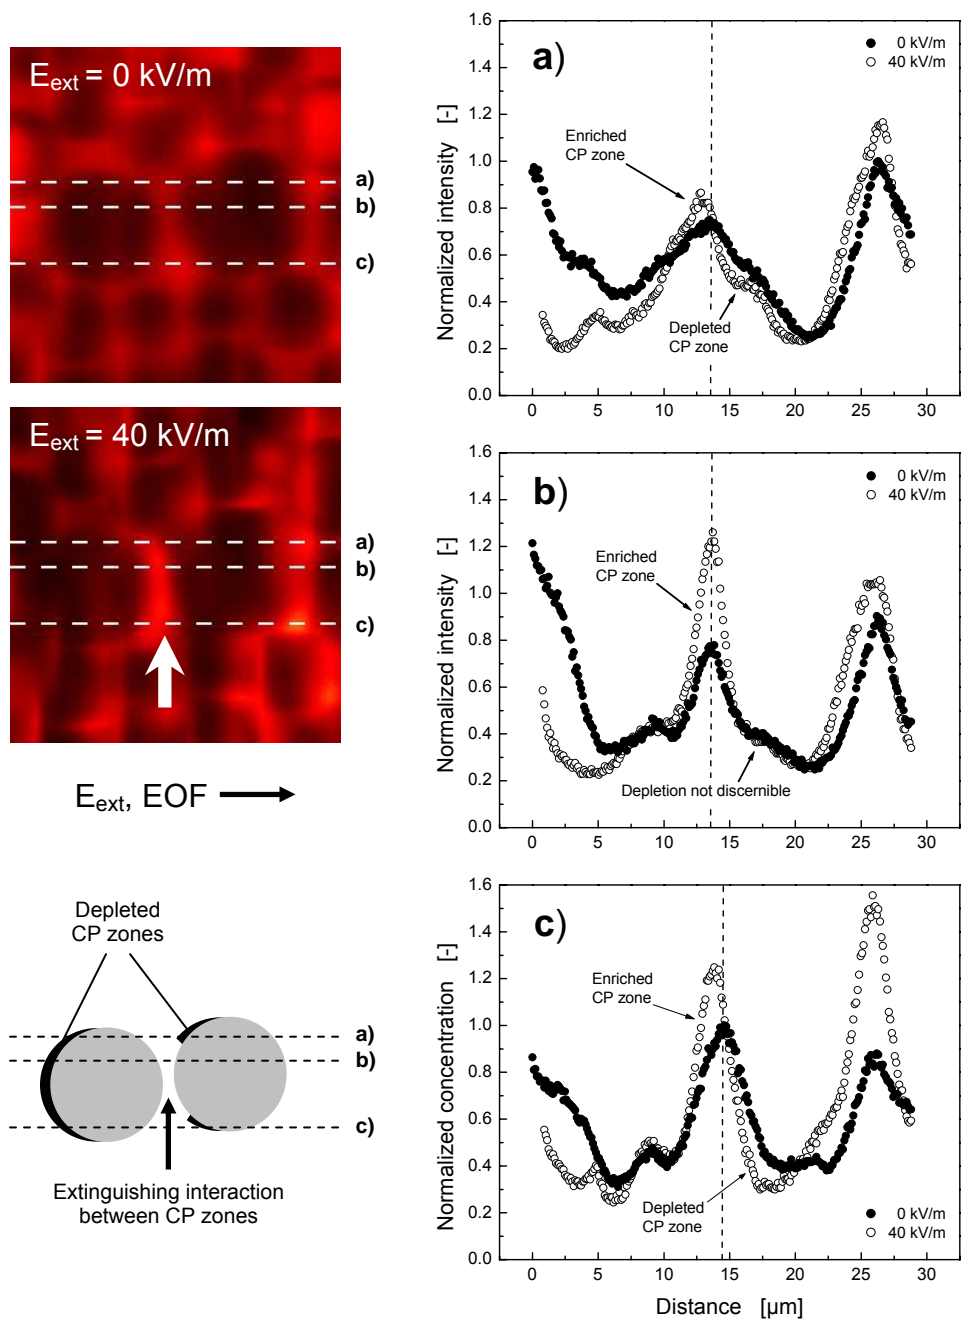 E_ext = 0 kV/m
a)
b)
c)
E_ext = 40 kV/m
a)
b)
c)
E_ext, EOF
Depleted
CP zones
a)
b)
c)
Extinguishing interaction
between CP zones
a)
0 kV/m
40 kV/m
Enriched
CP zone
Depleted
CP zone
Normalized intensity [-]
1.6
1.4
1.2
1.0
0.8
0.6
0.4
0.2
0.0
0 5 10 15 20 25 30
b)
0 kV/m
40 kV/m
Enriched
CP zone
Depletion not discernible
Normalized intensity [-]
1.6
1.4
1.2
1.0
0.8
0.6
0.4
0.2
0.0
0 5 10 15 20 25 30
c)
Enriched
CP zone
Depleted
CP zone
0 kV/m
40 kV/m
Normalized concentration [-]
1.6
1.4
1.2
1.0
0.8
0.6
0.4
0.2
0.0
0 5 10 15 20 25 30
Distance [µm]